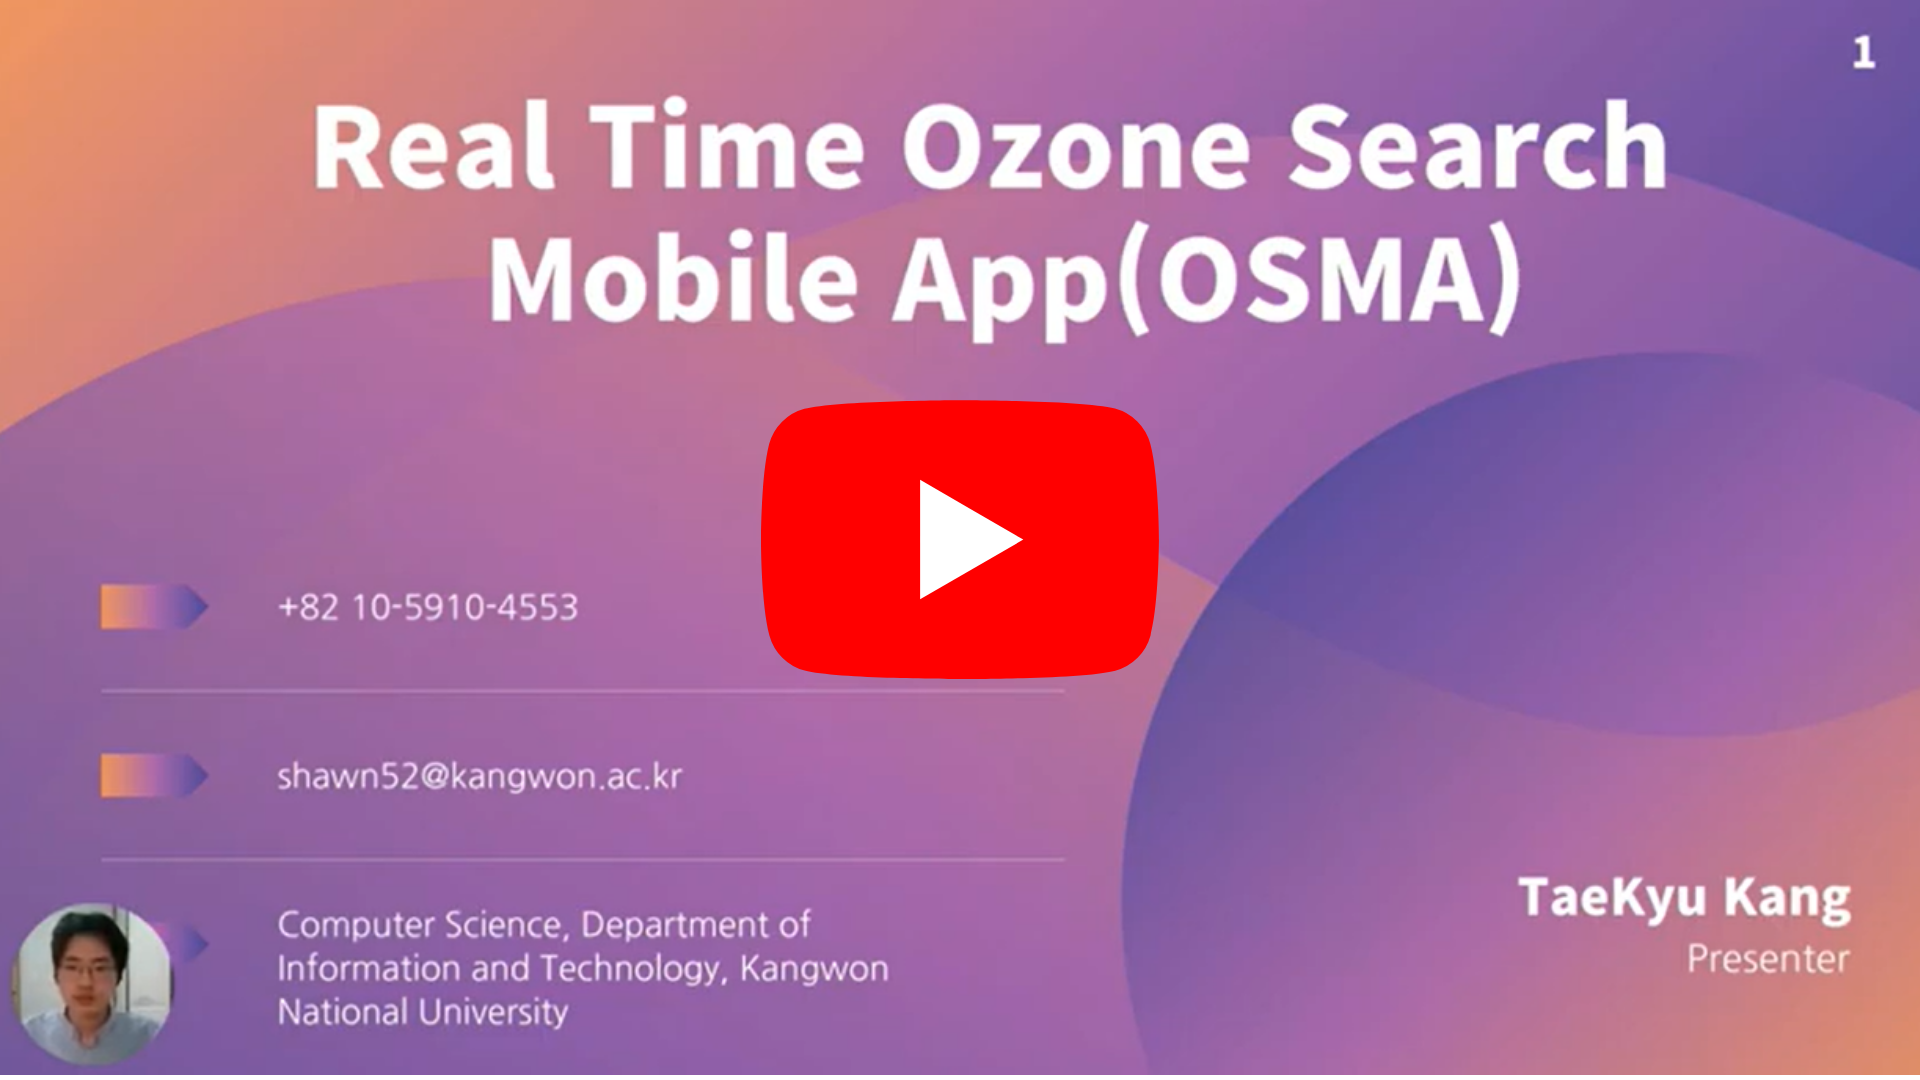 1
Real Time Ozone Search
Mobile App(OSMA)
+82 10-5910-4553
shawn52@kangwon.ac.kr
Computer Science, Department of
Information and Technology, Kangwon
National University
TaeKyu Kang
Presenter